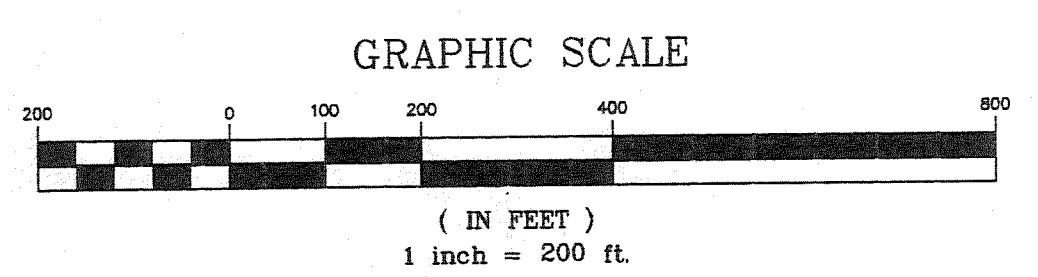 GRAPHIC SCALE
200 0 100 200 400 800
( IN FEET )
1 inch = 200 ft.